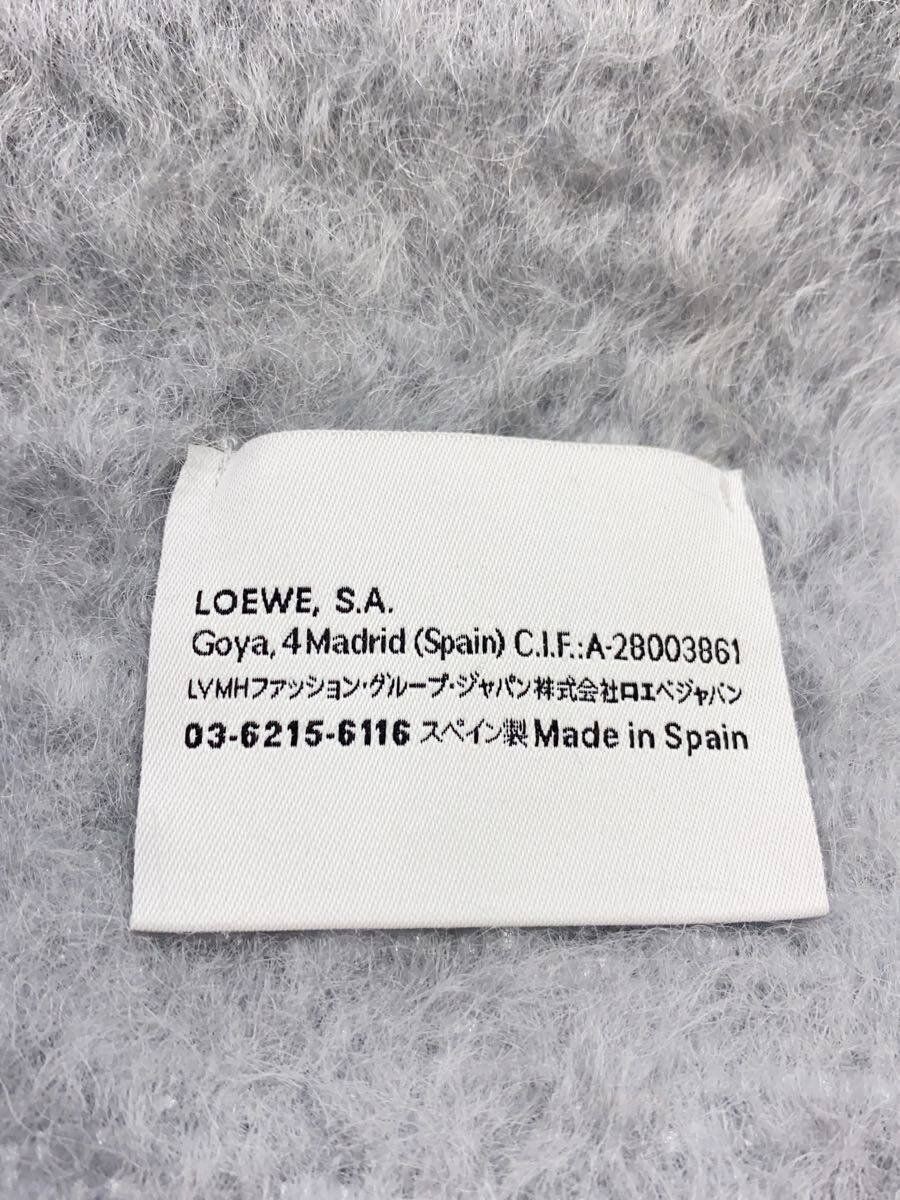 LOEWE, S.A.
Goya, 4 Madrid (Spain) C.I.F.:A-28003861
LVMHファッション・グループ・ジャパン株式会社ロエベジャパン
03-6215-6116 スペイン製 Made in Spain